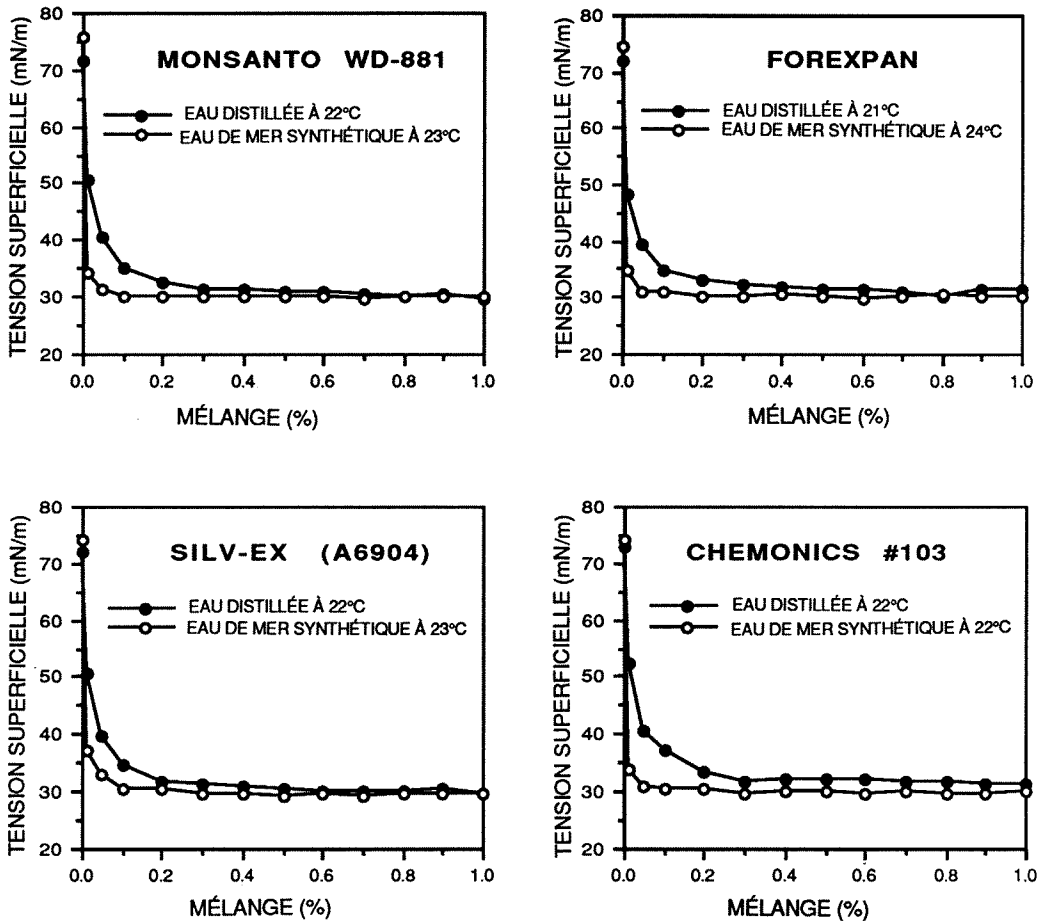 MONSANTO WD-881
EAU DISTILLÉE À 22°C
EAU DE MER SYNTHÉTIQUE À 23°C
TENSION SUPERFICIELLE (mN/m)
80
70
60
50
40
30
20
0.0 0.2 0.4 0.6 0.8 1.0
MÉLANGE (%)
FOREXPAN
EAU DISTILLÉE À 21°C
EAU DE MER SYNTHÉTIQUE À 24°C
TENSION SUPERFICIELLE (mN/m)
80
70
60
50
40
30
20
0.0 0.2 0.4 0.6 0.8 1.0
MÉLANGE (%)
SILV-EX (A6904)
EAU DISTILLÉE À 22°C
EAU DE MER SYNTHÉTIQUE À 23°C
TENSION SUPERFICIELLE (mN/m)
80
70
60
50
40
30
20
0.0 0.2 0.4 0.6 0.8 1.0
MÉLANGE (%)
CHEMONICS #103
EAU DISTILLÉE À 22°C
EAU DE MER SYNTHÉTIQUE À 22°C
TENSION SUPERFICIELLE (mN/m)
80
70
60
50
40
30
20
0.0 0.2 0.4 0.6 0.8 1.0
MÉLANGE (%)